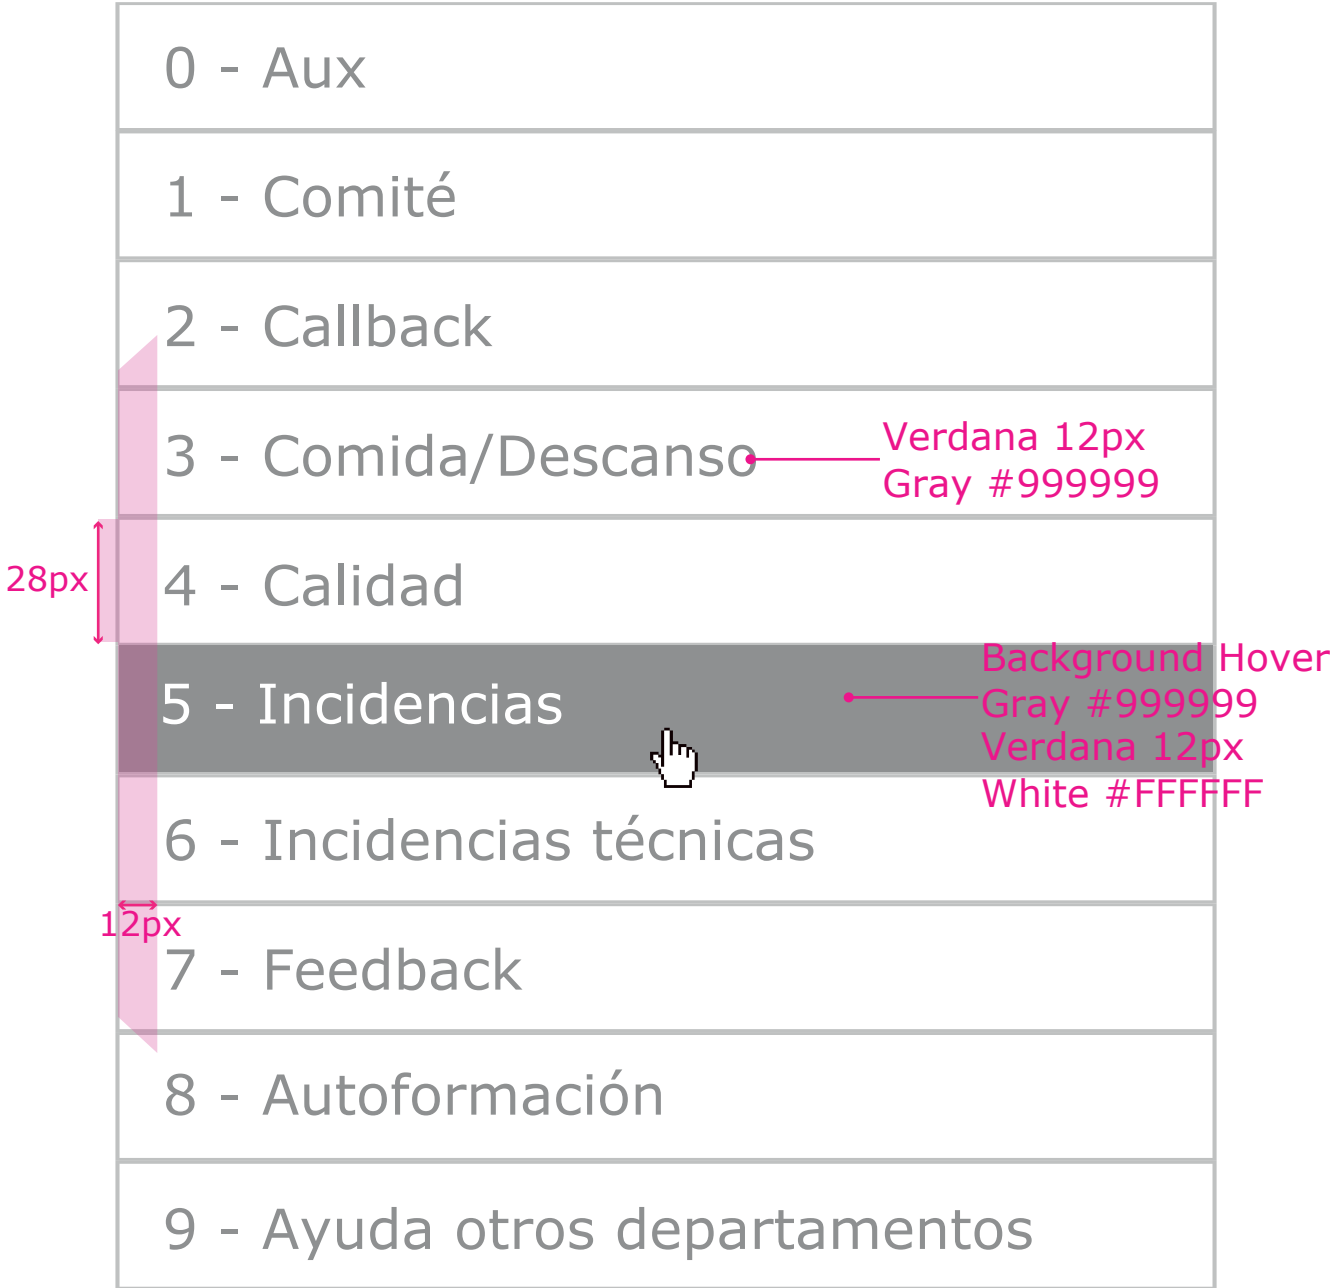 0 - Aux
1 - Comité
2 - Callback
3 - Comida/Descanso
Verdana 12px
Gray #999999
28px
4 - Calidad
5 - Incidencias
Background Hover
Gray #999999
Verdana 12px
White #FFFFFF
6 - Incidencias técnicas
12px
7 - Feedback
8 - Autoformación
9 - Ayuda otros departamentos